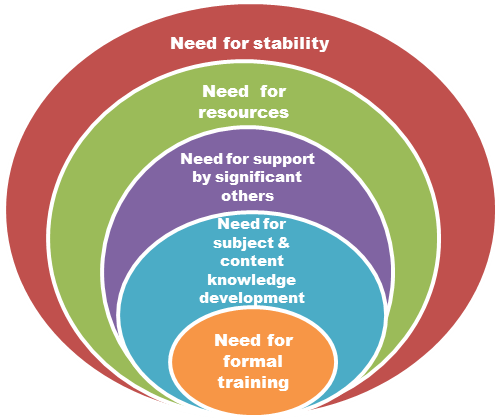 Need for stability
Need for
resources
Need for support
by significant
others
Need for
subject &
content
knowledge
development
Need for
formal
training